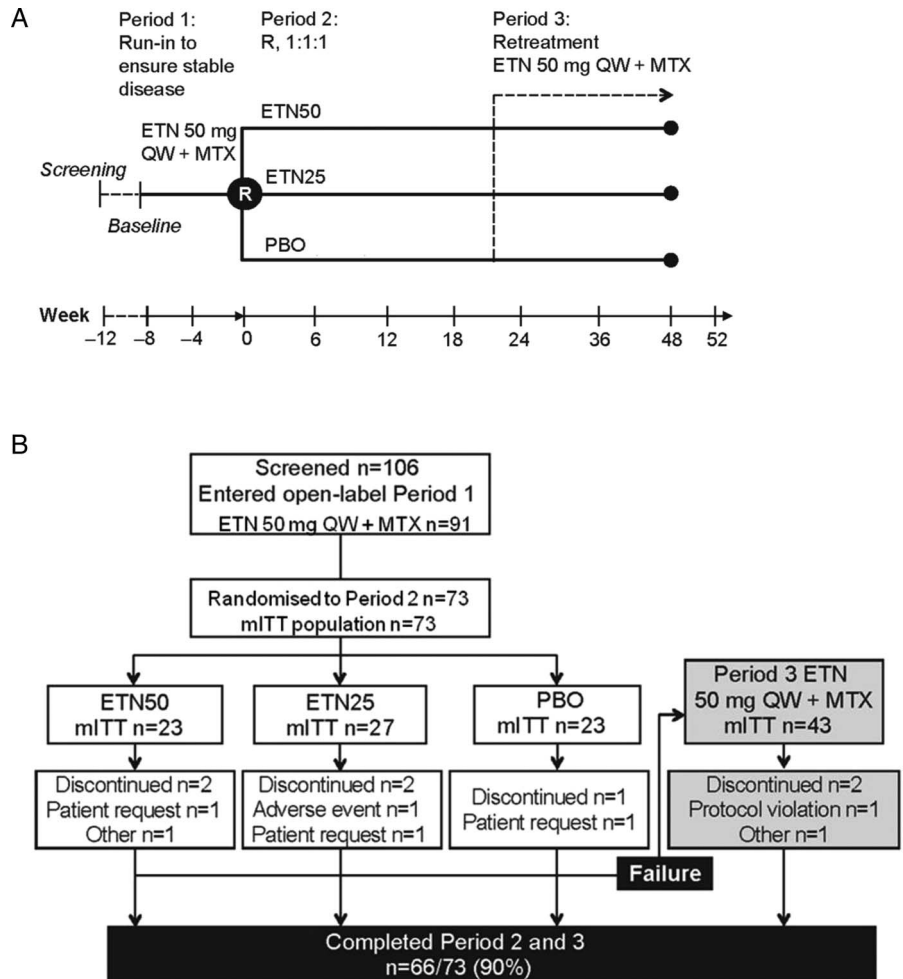 A
Period 1:
Run-in to
ensure stable
disease
Period 2:
R, 1:1:1
Period 3:
Retreatment
ETN 50 mg QW + MTX
ETN 50 mg
QW + MTX
ETN50
Screening
R
ETN25
Baseline
PBO
Week
–12 –8 –4 0 6 12 18 24 36 48 52
B
Screened n=106
Entered open-label Period 1
ETN 50 mg QW + MTX n=91
Randomised to Period 2 n=73
mITT population n=73
ETN50
mITT n=23
ETN25
mITT n=27
PBO
mITT n=23
Period 3 ETN
50 mg QW + MTX
mITT n=43
Discontinued n=2
Patient request n=1
Other n=1
Discontinued n=2
Adverse event n=1
Patient request n=1
Discontinued n=1
Patient request n=1
Discontinued n=2
Protocol violation n=1
Other n=1
Failure
Completed Period 2 and 3
n=66/73 (90%)